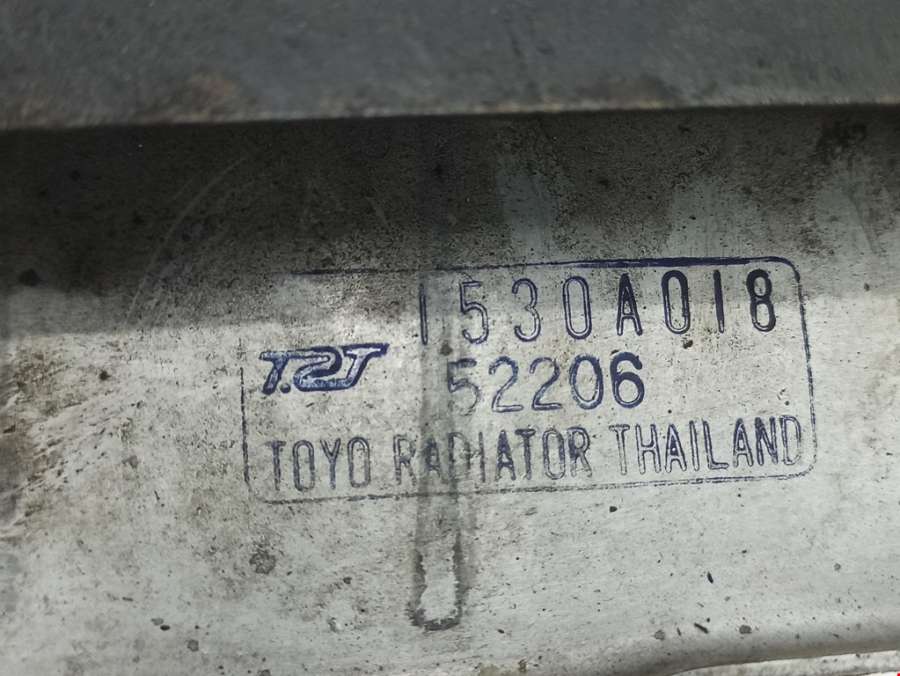 1530A018
T.RJ 52206
TOYO RADIATOR THAILAND